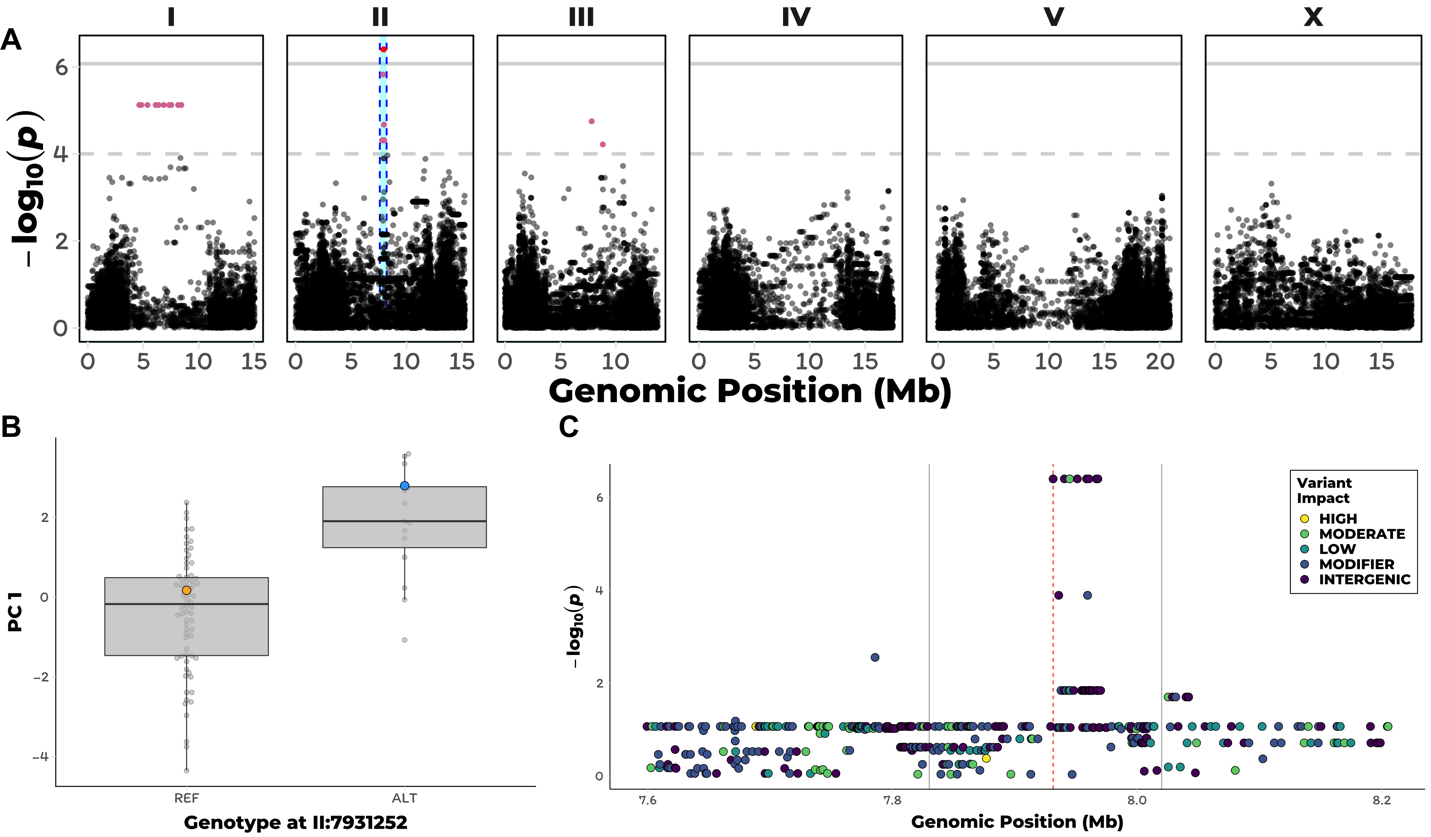 A
I II III IV V X
6
4
2
0
−log10(p)
0 5 10 15 0 5 10 15 0 5 10 0 5 10 15 0 5 10 15 20 0 5 10 15
Genomic Position (Mb)
B
2
0
−2
−4
PC 1
REF ALT
Genotype at II:7931252
C
6
4
2
0
−log10(p)
Variant
Impact
HIGH
MODERATE
LOW
MODIFIER
INTERGENIC
7.6 7.8 8.0 8.2
Genomic Position (Mb)